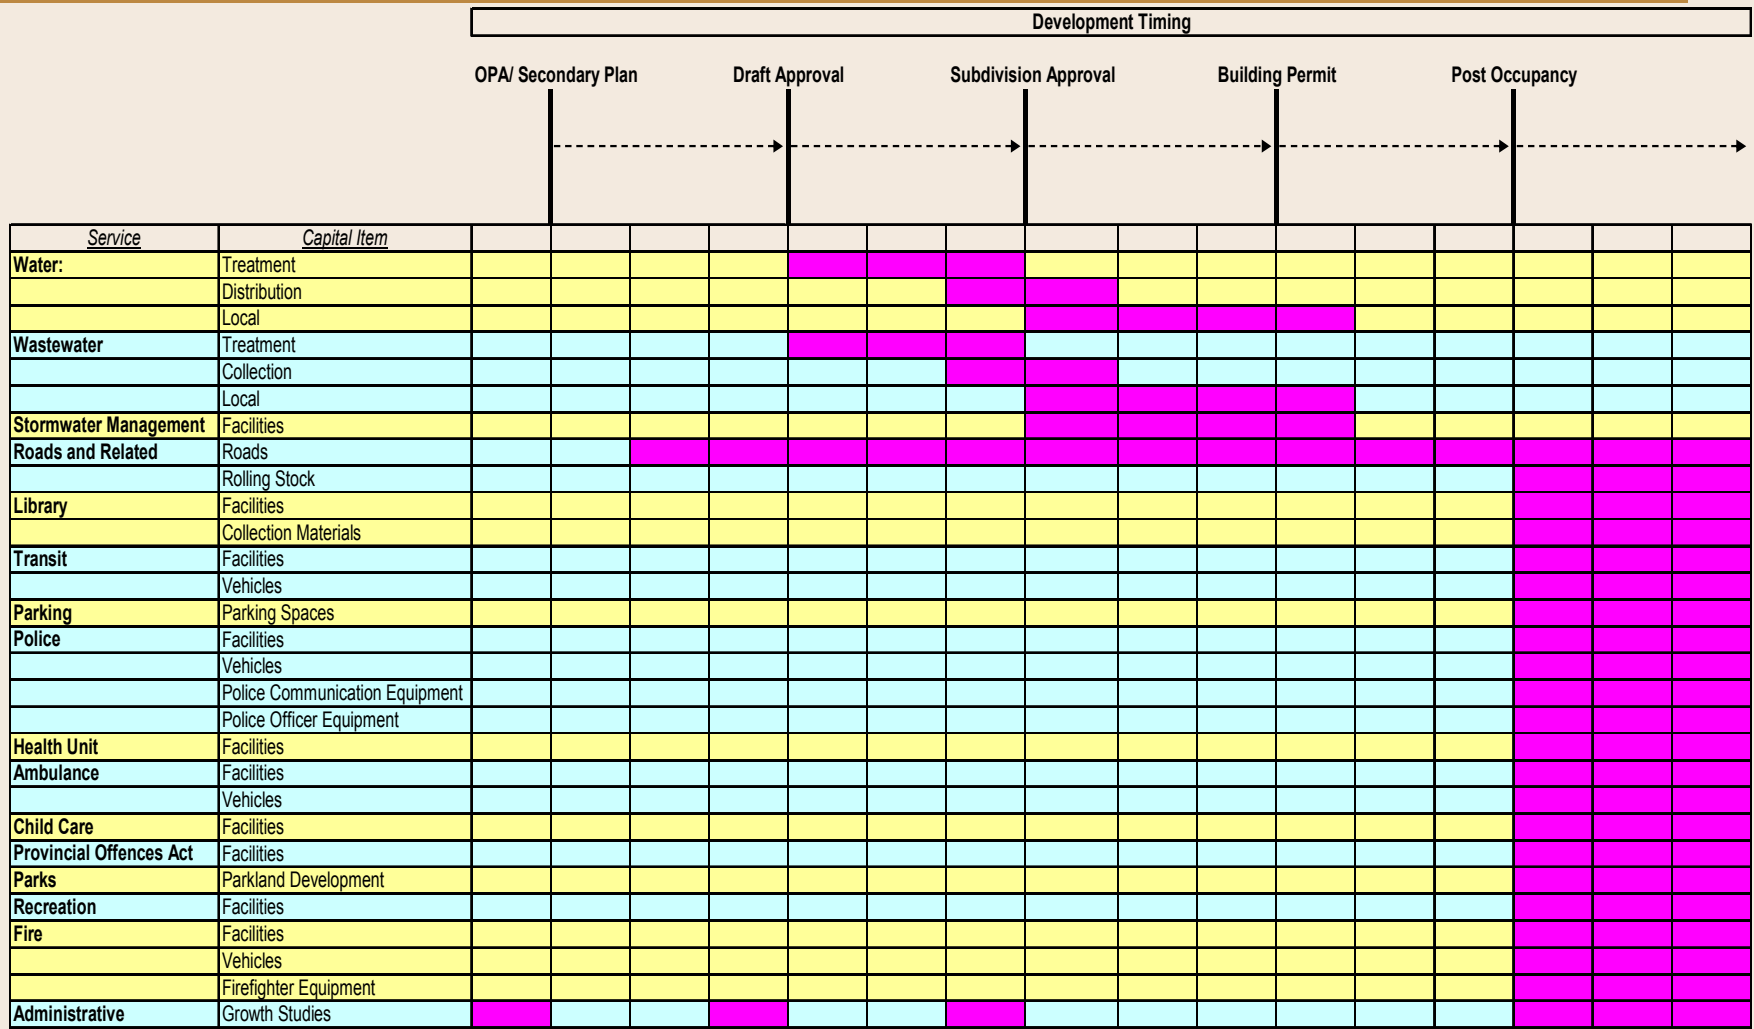 Development Timing
OPA/ Secondary Plan Draft Approval Subdivision Approval Building Permit Post Occupancy
Service Capital Item
Water: Treatment
Distribution
Local
Wastewater Treatment
Collection
Local
Stormwater Management Facilities
Roads and Related Roads
Rolling Stock
Library Facilities
Collection Materials
Transit Facilities
Vehicles
Parking Parking Spaces
Police Facilities
Vehicles
Police Communication Equipment
Police Officer Equipment
Health Unit Facilities
Ambulance Facilities
Vehicles
Child Care Facilities
Provincial Offences Act Facilities
Parks Parkland Development
Recreation Facilities
Fire Facilities
Vehicles
Firefighter Equipment
Administrative Growth Studies